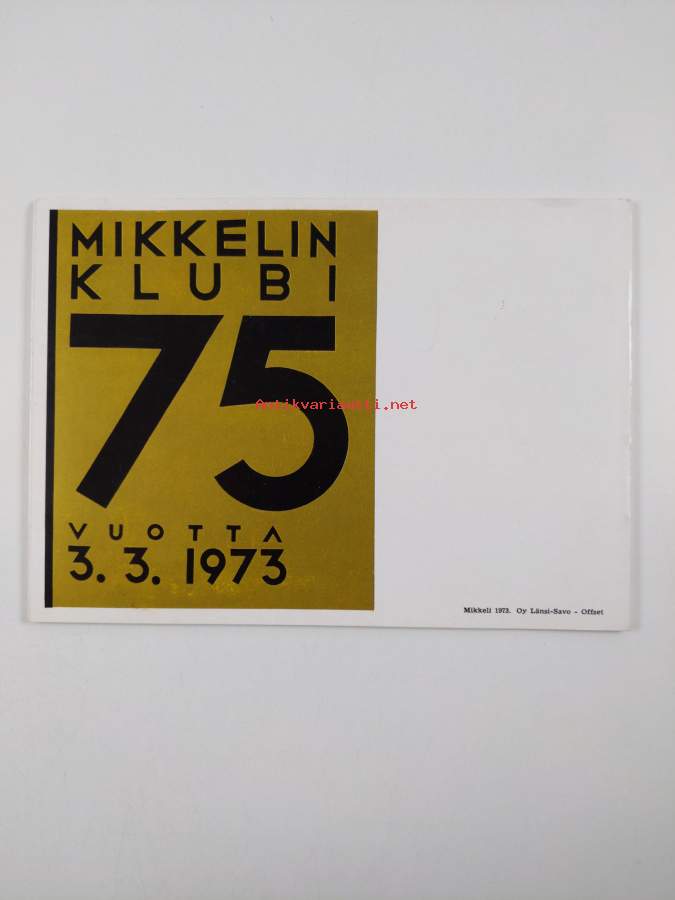 MIKKELIN
KLUBI
75
Antikvariaatti.net
VUOTTA
3. 3. 1973
Mikkeli 1973. Oy Länsi-Savo - Offset